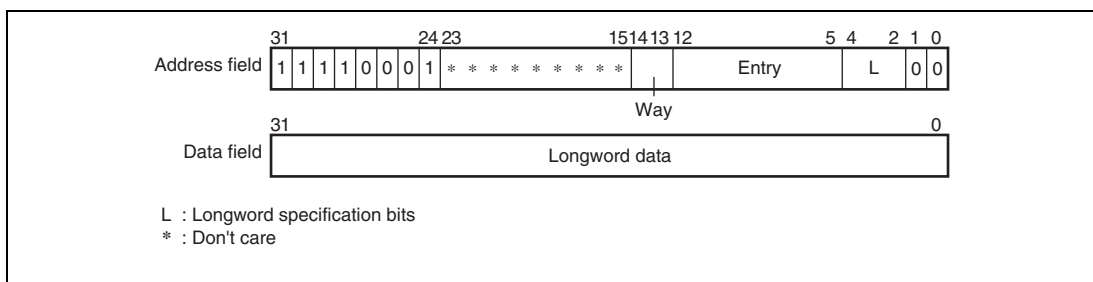 31 24 23 15 14 13 12 5 4 2 1 0
Address field 1 1 1 1 0 0 0 1 * * * * * * * * * Entry L 0 0
Way
31 0
Data field Longword data
L : Longword specification bits
* : Don't care